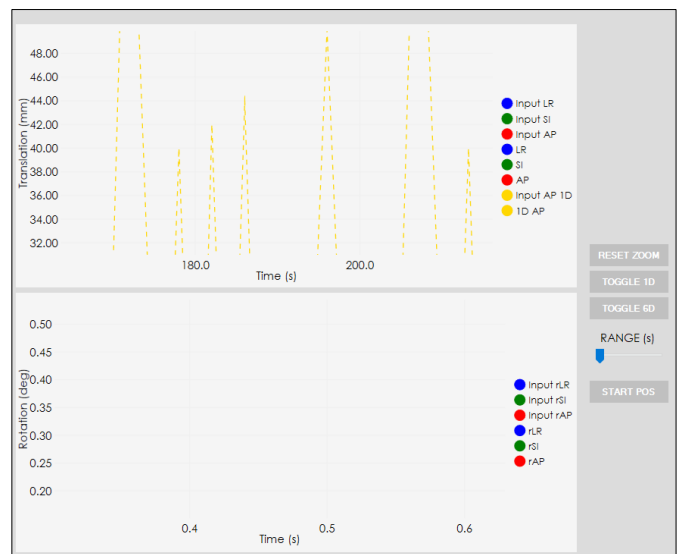 Translation (mm)
48.00
46.00
44.00
42.00
40.00
38.00
36.00
34.00
32.00
180.0
200.0
Time (s)
Input LR
Input SI
Input AP
LR
SI
AP
Input AP 1D
1D AP
RESET ZOOM
TOGGLE 1D
TOGGLE 6D
RANGE (s)
START POS
Rotation (deg)
0.50
0.45
0.40
0.35
0.30
0.25
0.20
0.4
0.5
0.6
Time (s)
Input rLR
Input rSI
Input rAP
rLR
rSI
rAP